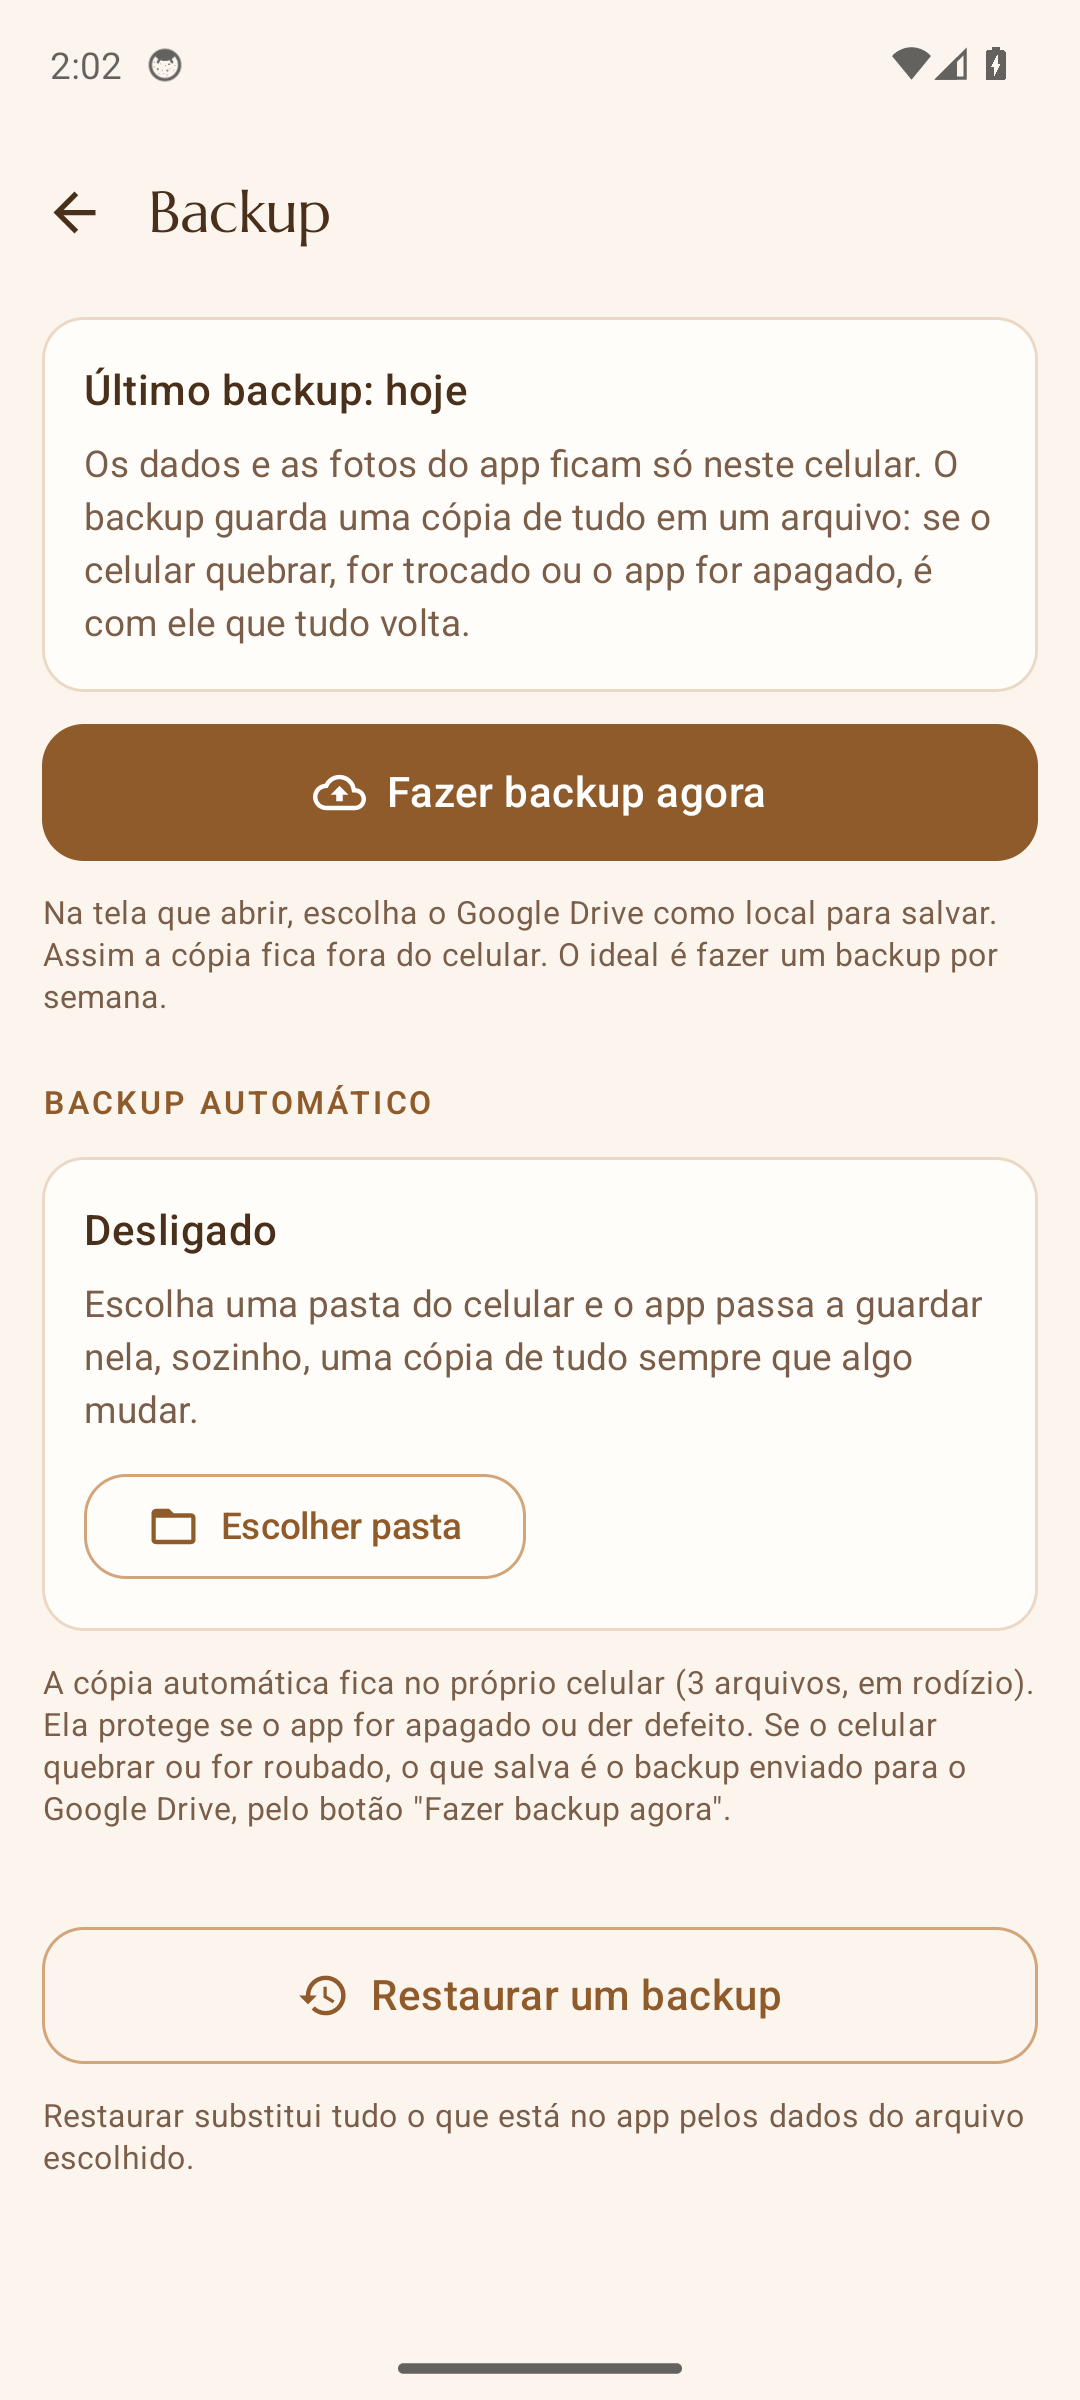 2:02
Backup
Último backup: hoje
Os dados e as fotos do app ficam só neste celular. O
backup guarda uma cópia de tudo em um arquivo: se o
celular quebrar, for trocado ou o app for apagado, é
com ele que tudo volta.
Fazer backup agora
Na tela que abrir, escolha o Google Drive como local para salvar.
Assim a cópia fica fora do celular. O ideal é fazer um backup por
semana.
BACKUP AUTOMÁTICO
Desligado
Escolha uma pasta do celular e o app passa a guardar
nela, sozinho, uma cópia de tudo sempre que algo
mudar.
Escolher pasta
A cópia automática fica no próprio celular (3 arquivos, em rodízio).
Ela protege se o app for apagado ou der defeito. Se o celular
quebrar ou for roubado, o que salva é o backup enviado para o
Google Drive, pelo botão "Fazer backup agora".
Restaurar um backup
Restaurar substitui tudo o que está no app pelos dados do arquivo
escolhido.